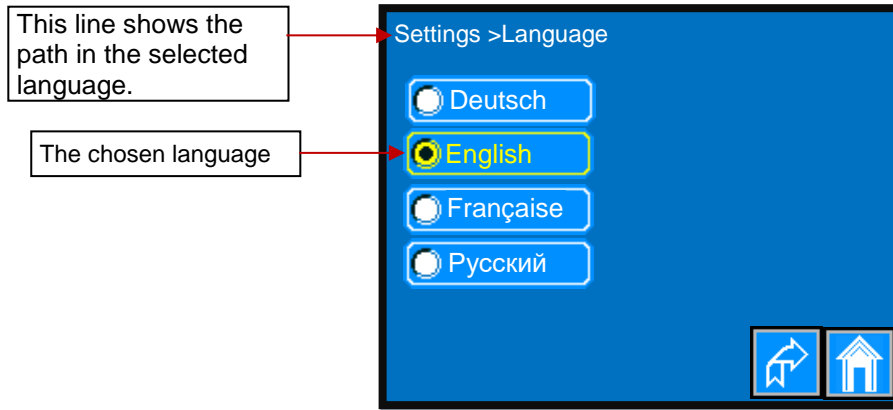 This line shows the
path in the selected
language.
Settings >Language
Deutsch
The chosen language
English
Française
Русский